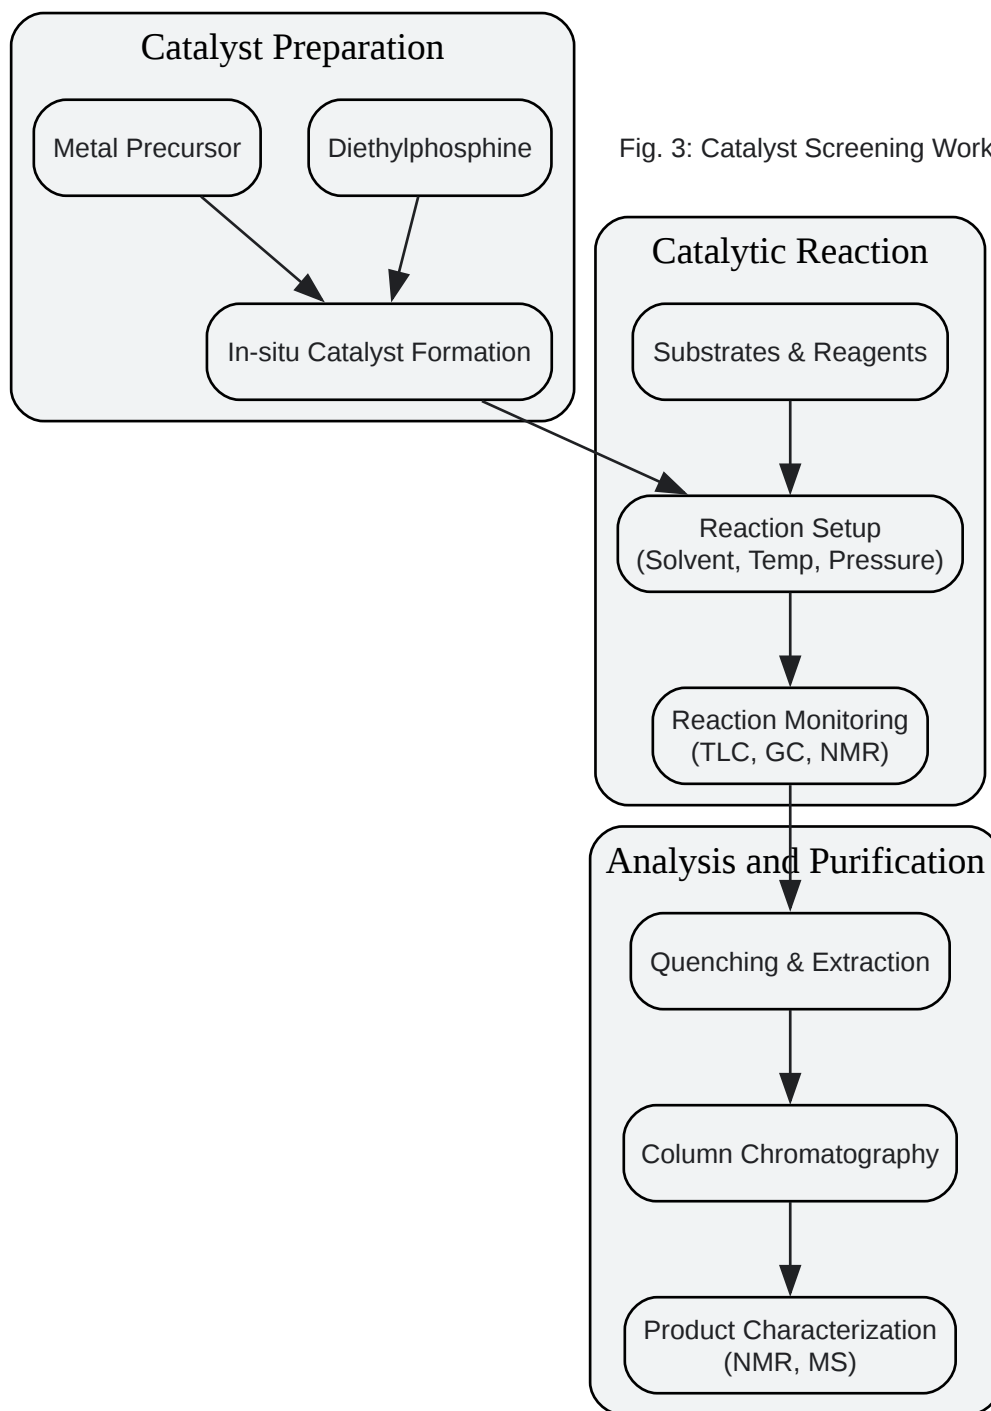 Catalyst Preparation
Metal Precursor
Diethylphosphine
In-situ Catalyst Formation
Fig. 3: Catalyst Screening Work
Catalytic Reaction
Substrates & Reagents
Reaction Setup
(Solvent, Temp, Pressure)
Reaction Monitoring
(TLC, GC, NMR)
Analysis and Purification
Quenching & Extraction
Column Chromatography
Product Characterization
(NMR, MS)